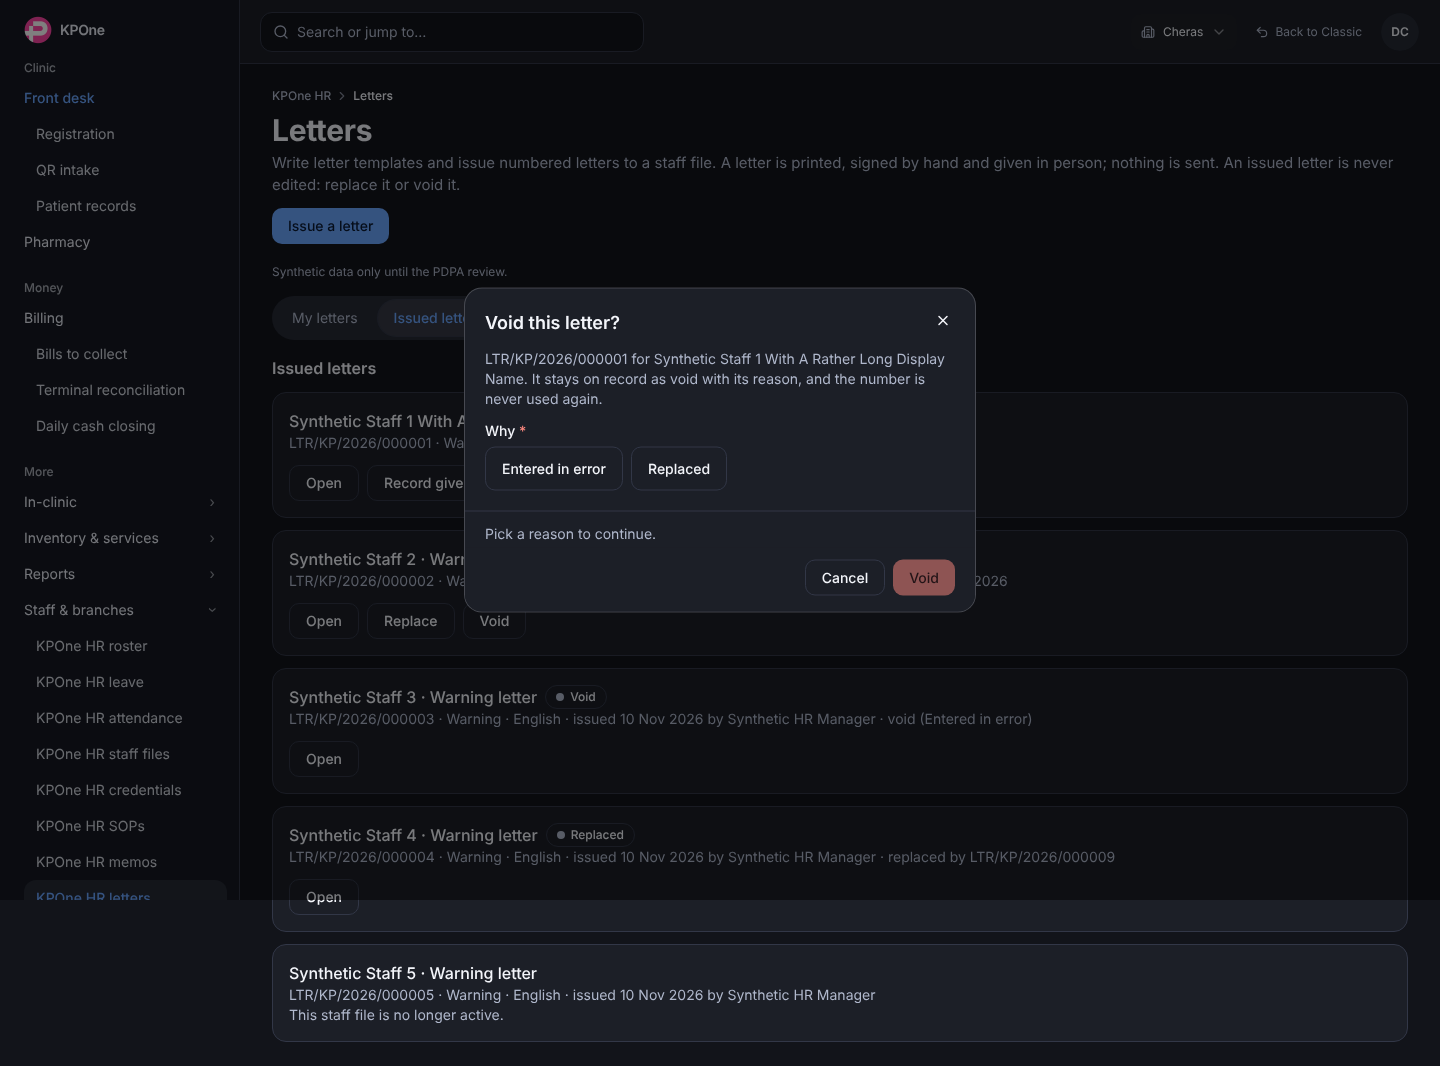 KPOne
Clinic
Front desk
Registration
QR intake
Patient records
Pharmacy
Money
Billing
Bills to collect
Terminal reconciliation
Daily cash closing
More
In-clinic
Inventory & services
Reports
Staff & branches
KPOne HR roster
KPOne HR leave
KPOne HR attendance
KPOne HR staff files
KPOne HR credentials
KPOne HR SOPs
KPOne HR memos
KPOne HR letters
Search or jump to...
Cheras
Back to Classic
DC
KPOne HR > Letters
Letters
Write letter templates and issue numbered letters to a staff file. A letter is printed, signed by hand and given in person; nothing is sent. An issued letter is never
edited: replace it or void it.
Issue a letter
Synthetic data only until the PDPA review.
My letters
Issued lette
Issued letters
Synthetic Staff 1 With A
LTR/KP/2026/000001 · Wa
Open
Record give
Synthetic Staff 2 · Warn
LTR/KP/2026/000002 · Wa
2026
Open
Replace
Void
Void this letter?
LTR/KP/2026/000001 for Synthetic Staff 1 With A Rather Long Display
Name. It stays on record as void with its reason, and the number is
never used again.
Why *
Entered in error
Replaced
Pick a reason to continue.
Cancel
Void
Synthetic Staff 3 · Warning letter
Void
LTR/KP/2026/000003 · Warning · English · issued 10 Nov 2026 by Synthetic HR Manager · void (Entered in error)
Open
Synthetic Staff 4 · Warning letter
Replaced
LTR/KP/2026/000004 · Warning · English · issued 10 Nov 2026 by Synthetic HR Manager · replaced by LTR/KP/2026/000009
Open
Synthetic Staff 5 · Warning letter
LTR/KP/2026/000005 · Warning · English · issued 10 Nov 2026 by Synthetic HR Manager
This staff file is no longer active.